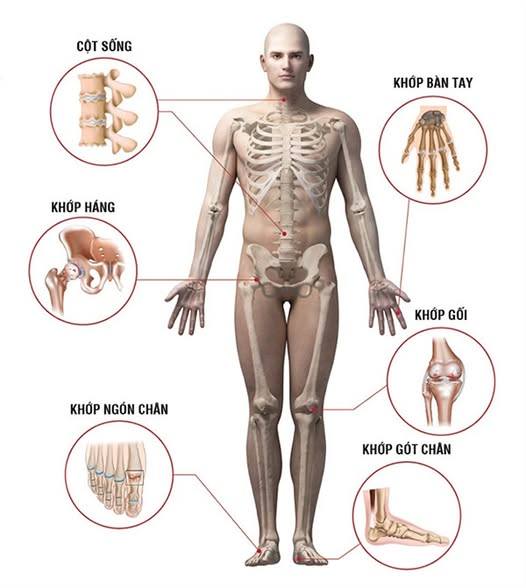 CỘT SỐNG
KHỚP BÀN TAY
KHỚP HÁNG
KHỚP GỐI
KHỚP NGÓN CHÂN
KHỚP GÓT CHÂN